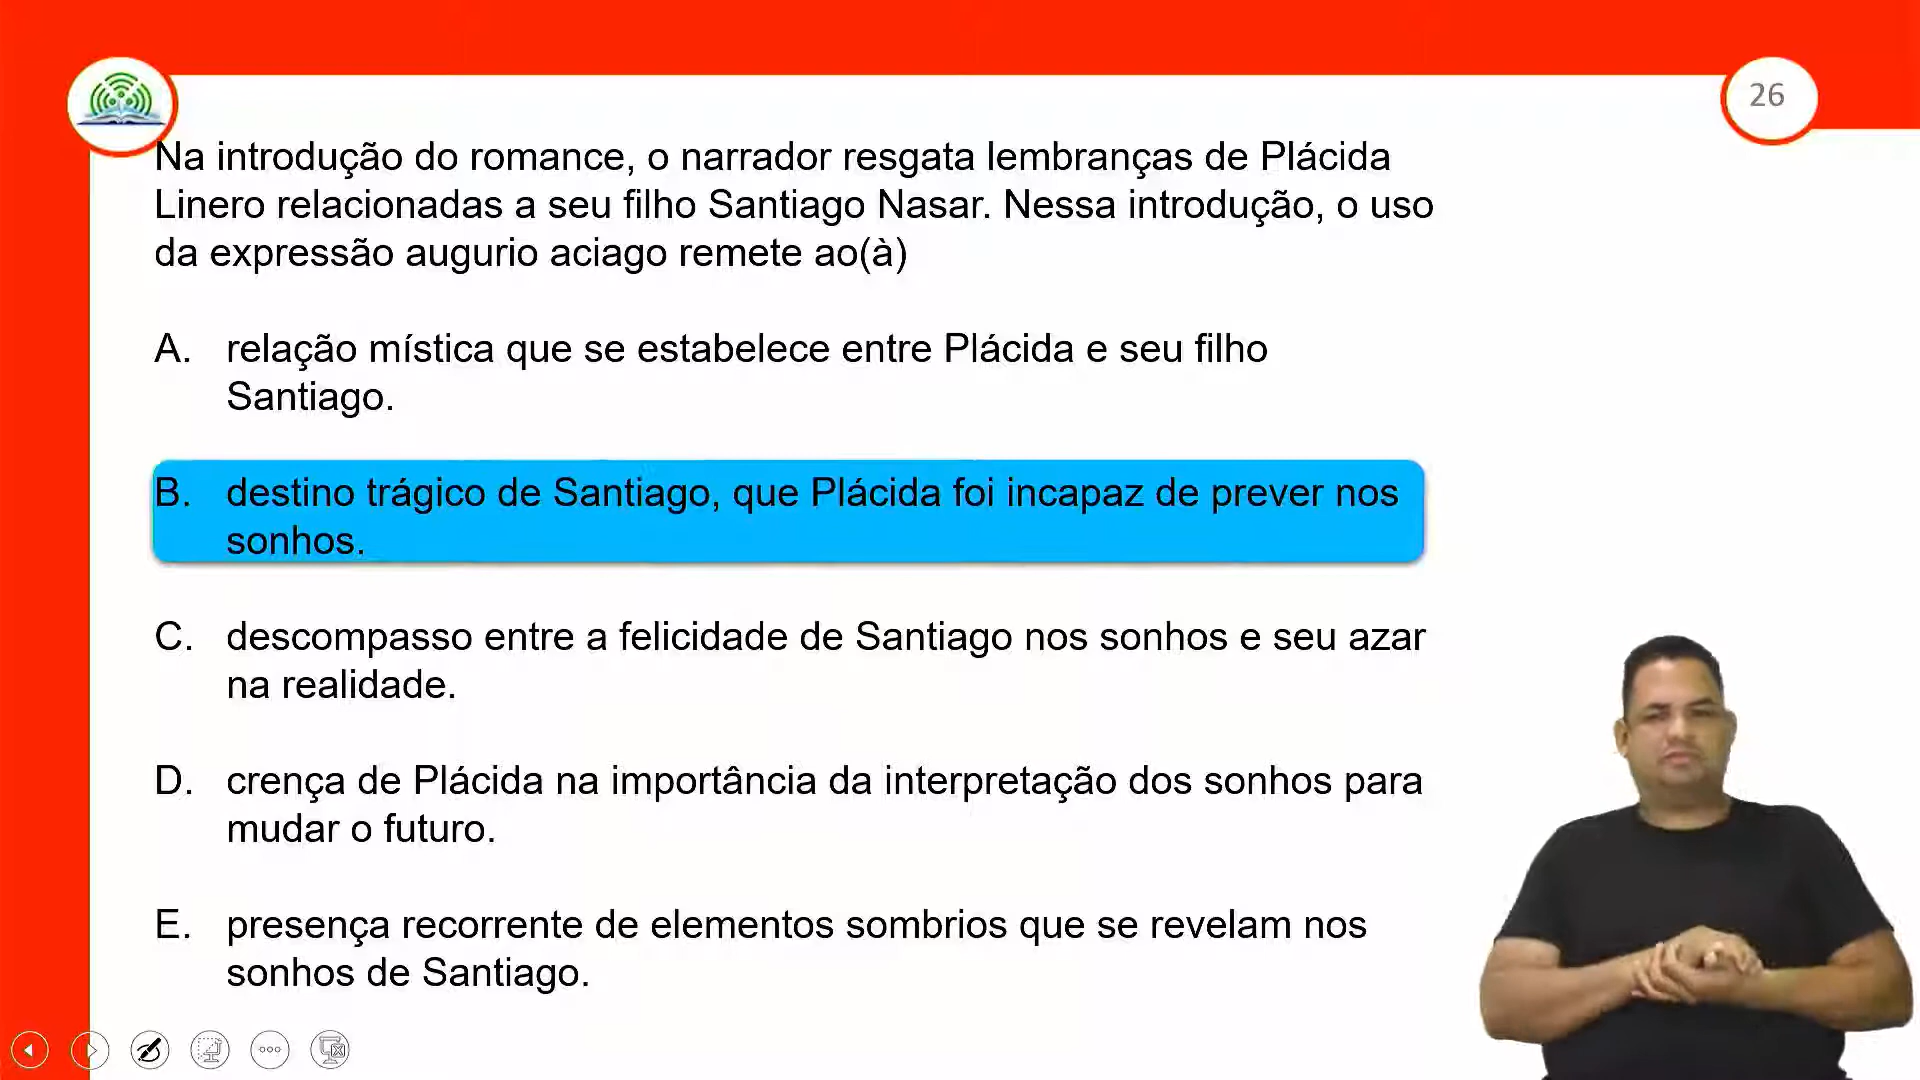 26
Na introdução do romance, o narrador resgata lembranças de Plácida
Linero relacionadas a seu filho Santiago Nasar. Nessa introdução, o uso
da expressão augurio aciago remete ao(à)
A. relação mística que se estabelece entre Plácida e seu filho
Santiago.
B. destino trágico de Santiago, que Plácida foi incapaz de prever nos
sonhos.
C. descompasso entre a felicidade de Santiago nos sonhos e seu azar
na realidade.
D. crença de Plácida na importância da interpretação dos sonhos para
mudar o futuro.
E. presença recorrente de elementos sombrios que se revelam nos
sonhos de Santiago.